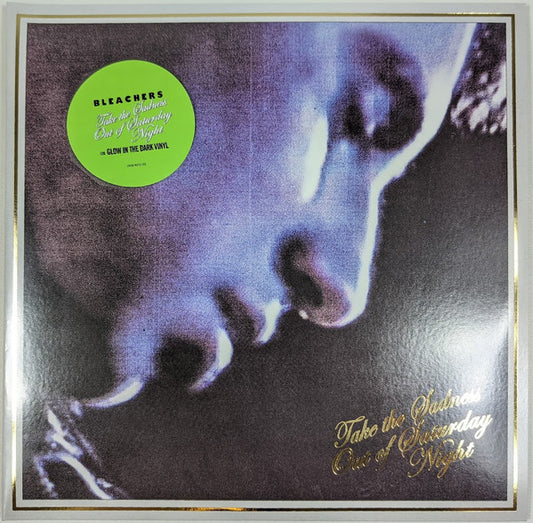 BLEACHERS
Take the Sadness
Out of Saturday
Night
ON GLOW IN THE DARK VINYL
Take the Sadness
Out of Saturday
Night